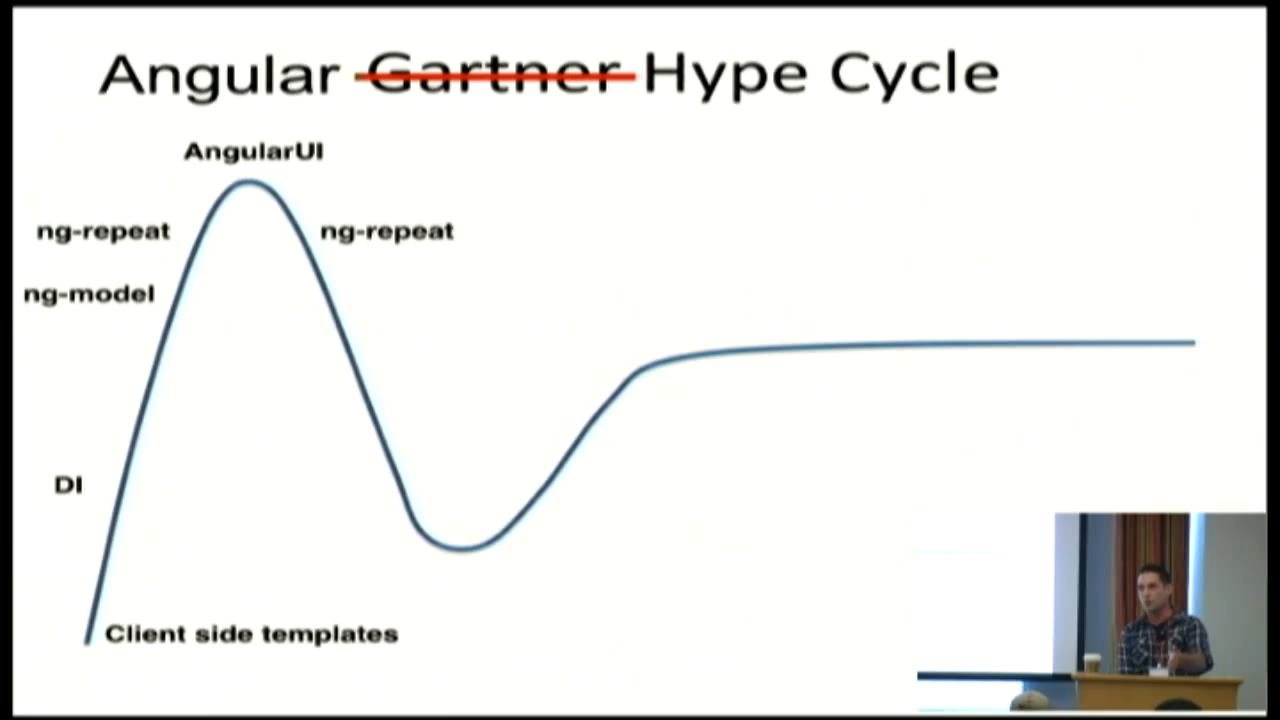 Angular Gartner Hype Cycle
AngularUI
ng-repeat
ng-repeat
ng-model
DI
Client side templates